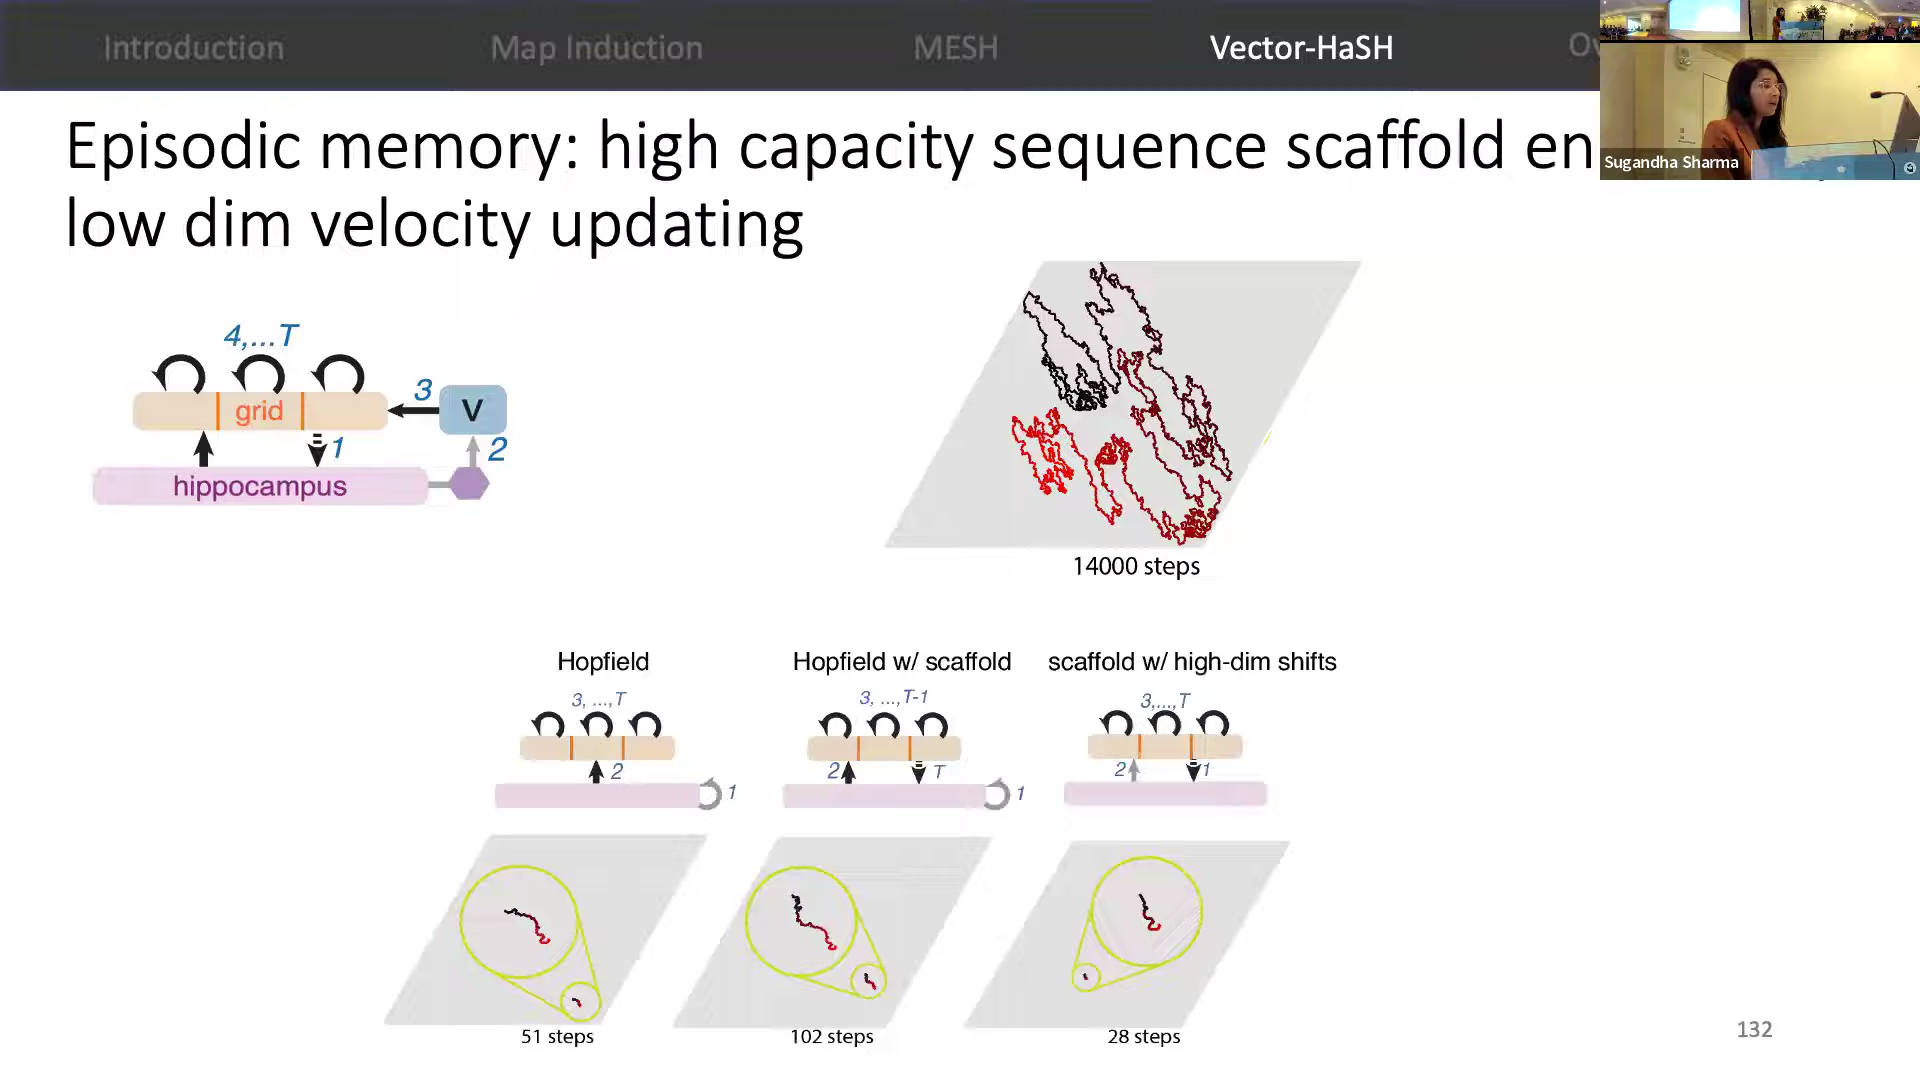 Introduction
Map Induction
MESH
Vector-HaSH
Sugandha Sharma
Episodic memory: high capacity sequence scaffold
low dim velocity updating
4,...T
grid
3
V
1
2
hippocampus
14000 steps
Hopfield
Hopfield w/ scaffold
scaffold w/ high-dim shifts
3, ...,T
3, ...,T-1
3,...,T
2
1
2
T
1
2
1
51 steps
102 steps
28 steps
132